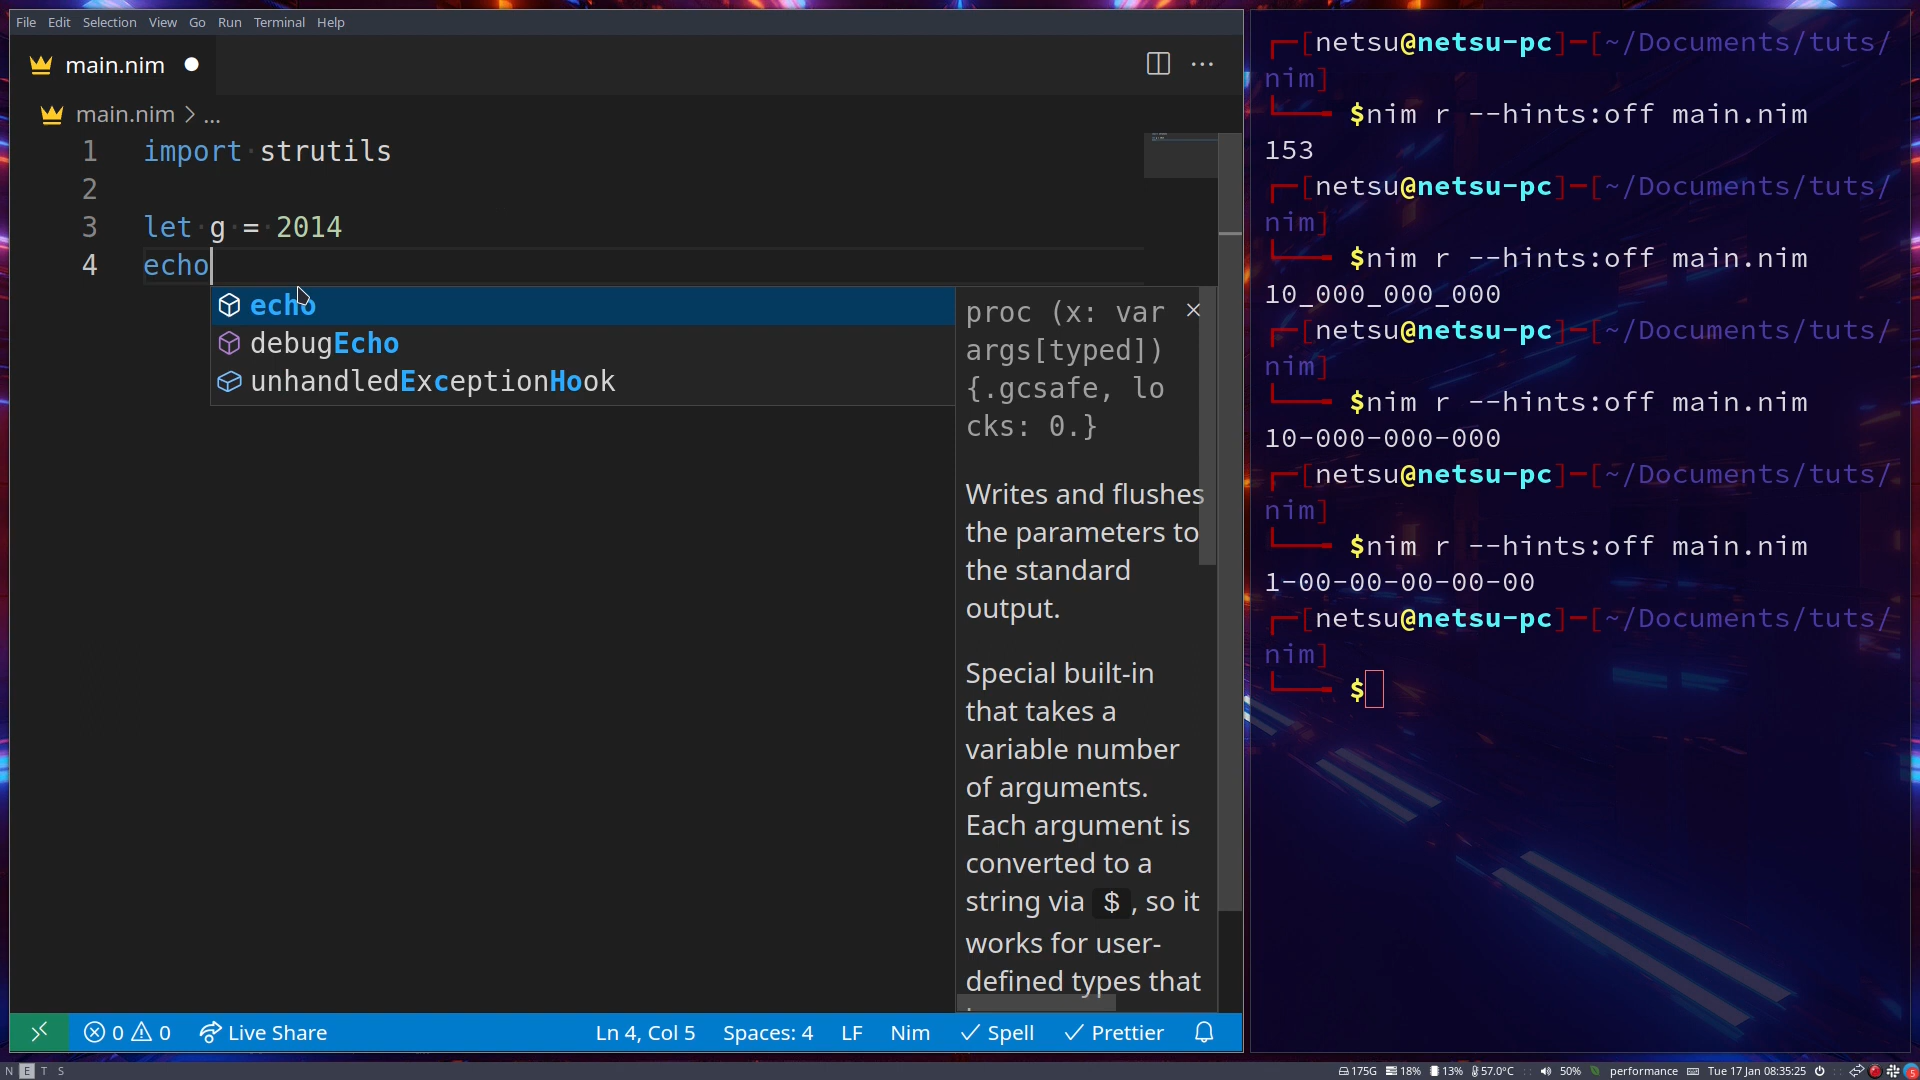 File Edit Selection View Go Run Terminal Help
main.nim
main.nim > ...
1 import strutils
2
3 let g = 2014
4 echo
echo
debugEcho
unhandledExceptionHook
proc (x: var
args[typed])
{.gcsafe, lo
cks: 0.}
Writes and flushes
the parameters to
the standard
output.
Special built-in
that takes a
variable number
of arguments.
Each argument is
converted to a
string via $, so it
works for user-
defined types that
0 0 Live Share Ln 4, Col 5 Spaces: 4 LF Nim Spell Prettier
[netsu@netsu-pc]-[~/Documents/tuts/
nim]
$nim r --hints:off main.nim
153
[netsu@netsu-pc]-[~/Documents/tuts/
nim]
$nim r --hints:off main.nim
10_000_000_000
[netsu@netsu-pc]-[~/Documents/tuts/
nim]
$nim r --hints:off main.nim
10-000-000-000
[netsu@netsu-pc]-[~/Documents/tuts/
nim]
$nim r --hints:off main.nim
1-00-00-00-00-00
[netsu@netsu-pc]-[~/Documents/tuts/
nim]
$
N E T S 175G 18% 13% 57.0°C 50% performance Tue 17 Jan 08:35:25 5